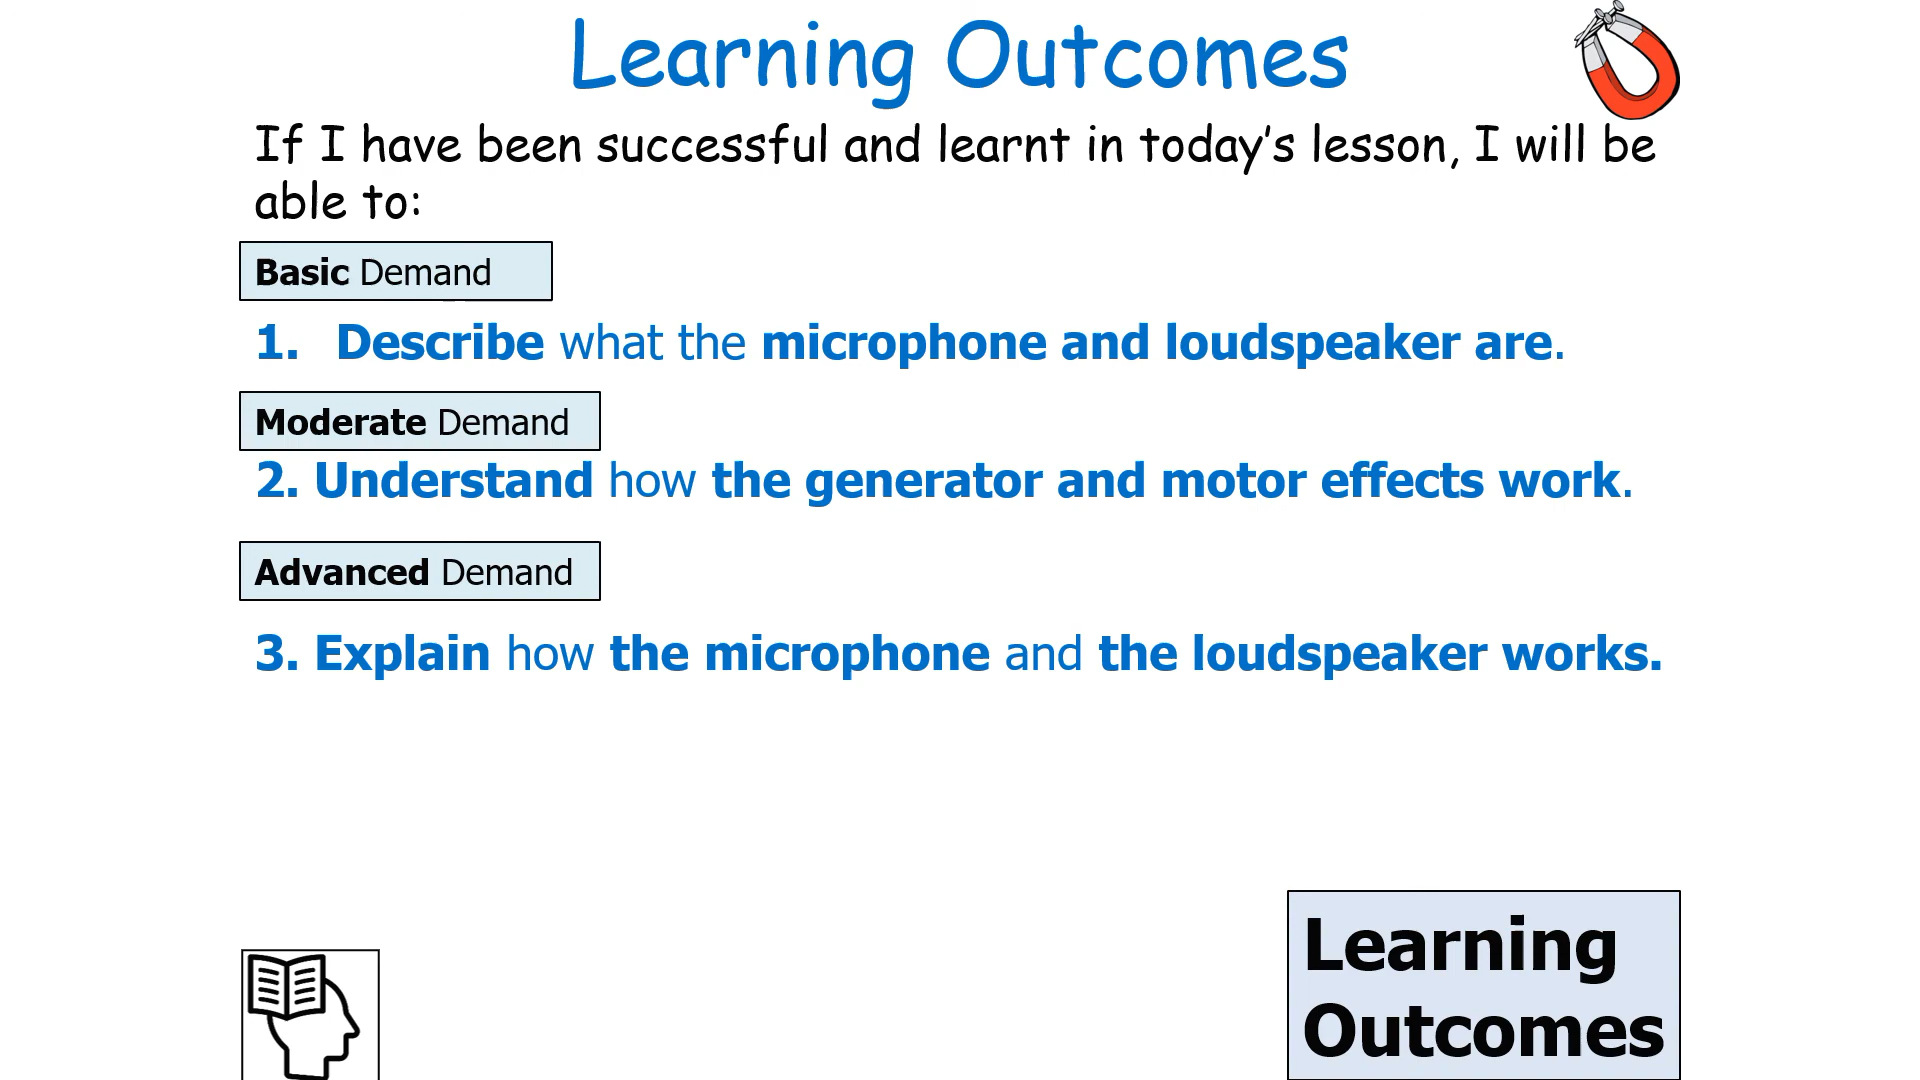 Learning Outcomes
If I have been successful and learnt in today’s lesson, I will be
able to:
Basic Demand
1. Describe what the microphone and loudspeaker are.
Moderate Demand
2. Understand how the generator and motor effects work.
Advanced Demand
3. Explain how the microphone and the loudspeaker works.
Learning
Outcomes